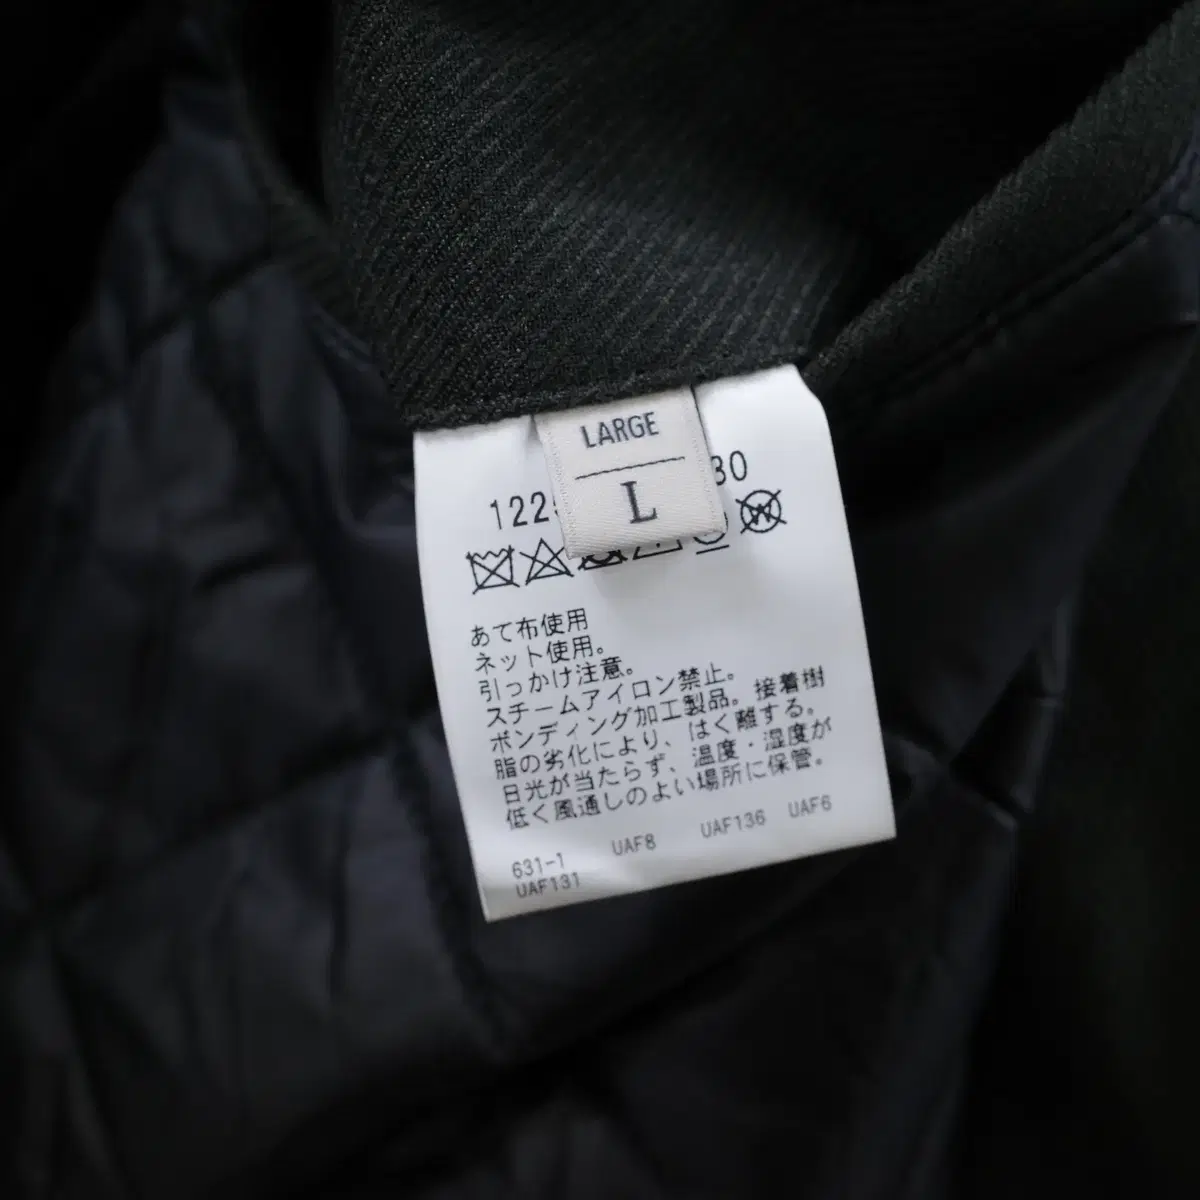 LARGE
L
あて布使用
ネット使用。
引っかけ注意。
スチームアイロン禁止。
ボンディング加工製品。接着樹
脂の劣化により、はく離する。
日光が当たらず、温度・湿度が
低く風通しのよい場所に保管。
631-1 UAF8 UAF136 UAF6
UAF131